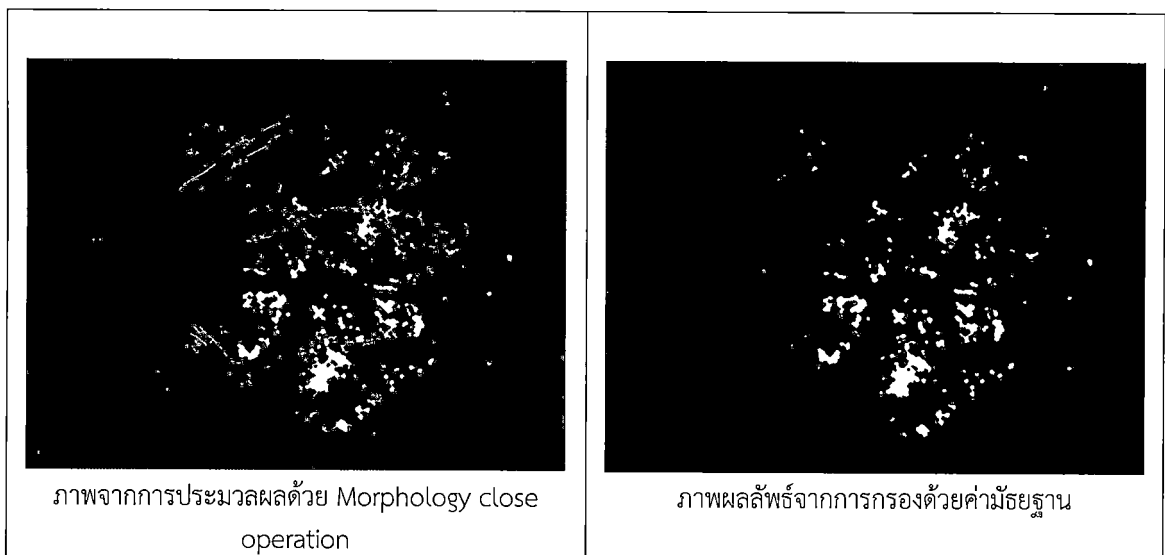 ภาพจากการประมวลผลด้วย Morphology close
operation
ภาพผลลัพธ์จากการกรองด้วยค่ามัธยฐาน